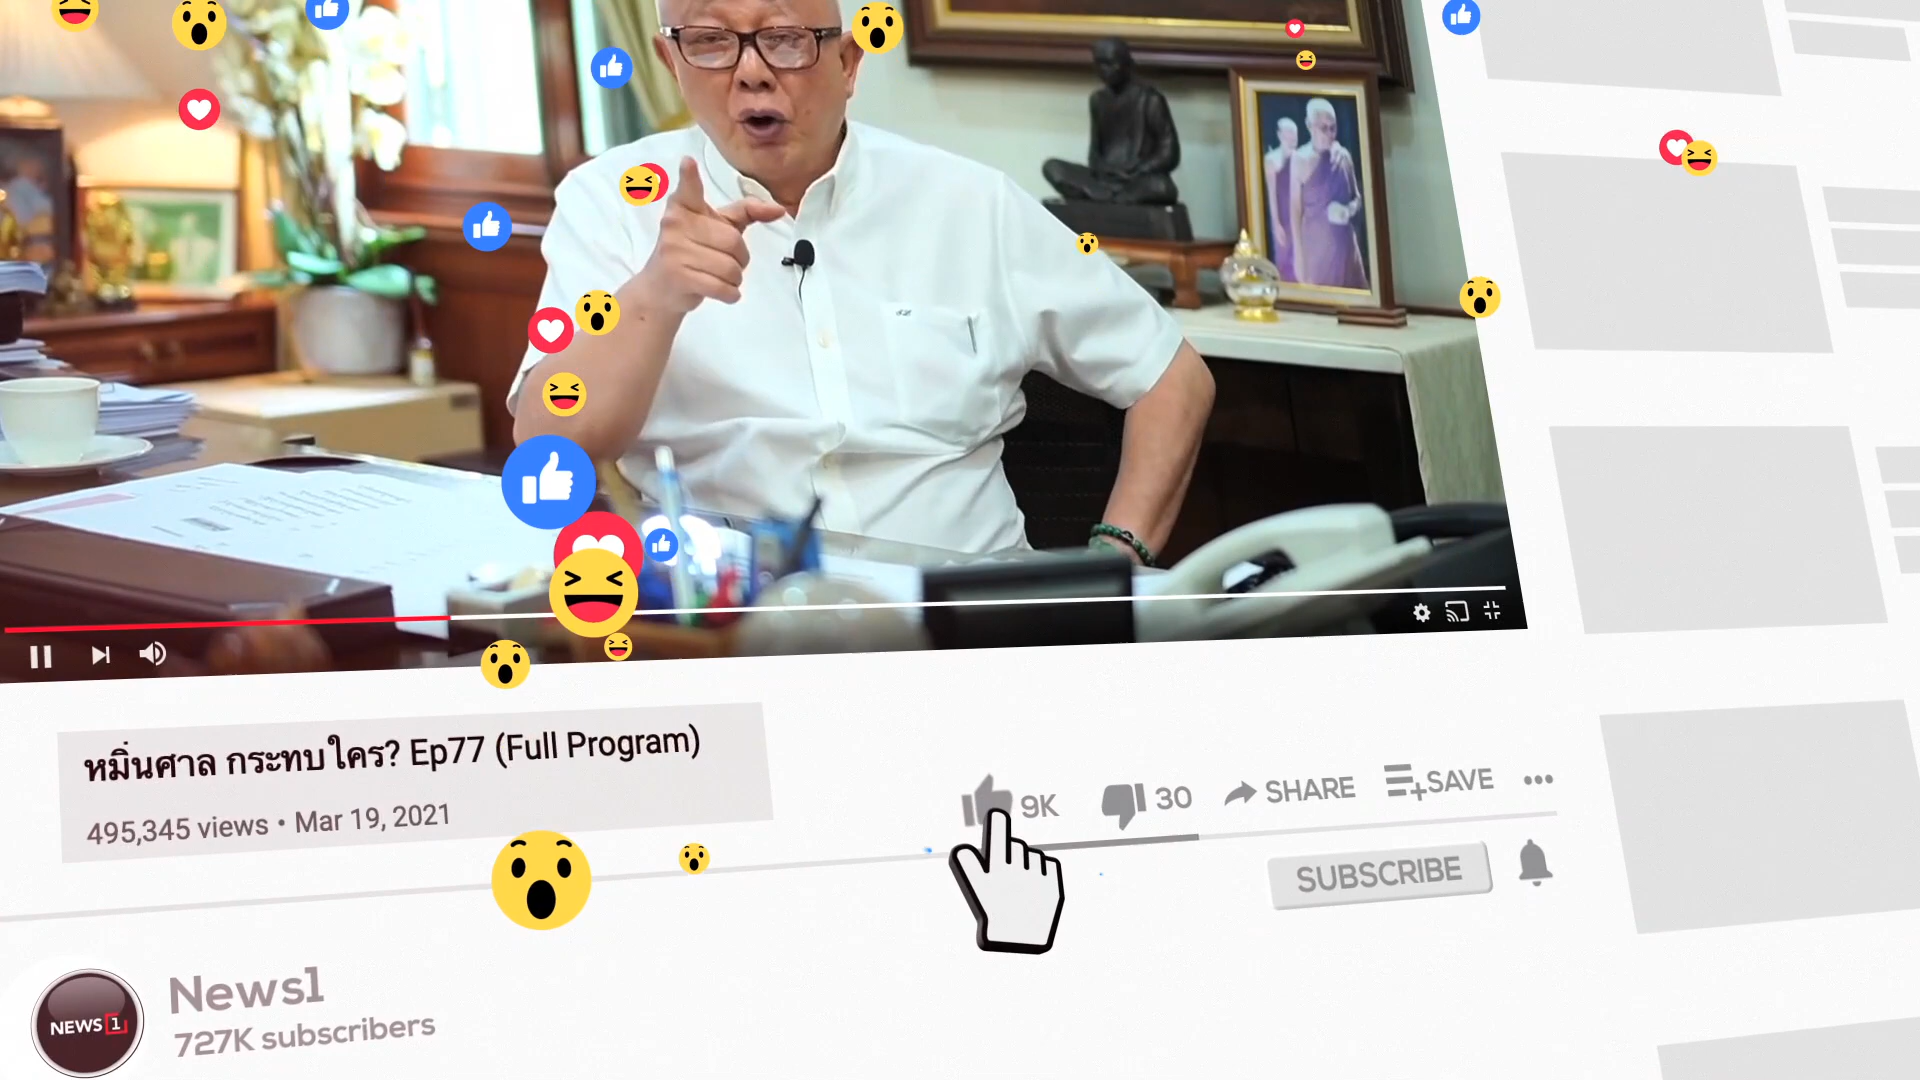 หมิ่นศาล กระทบใคร? Ep77 (Full Program)
495,345 views • Mar 19, 2021
9K
30
SHARE
SAVE
SUBSCRIBE
NEWS 1
News1
727K subscribers